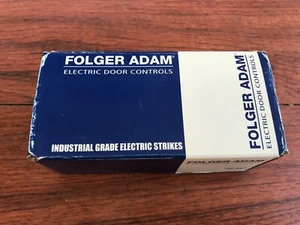 FOLGER ADAM®
ELECTRIC DOOR CONTROLS
INDUSTRIAL GRADE ELECTRIC STRIKES
FOLGER ADAM®
ELECTRIC DOOR CONTROLS
FOLGER ADAM